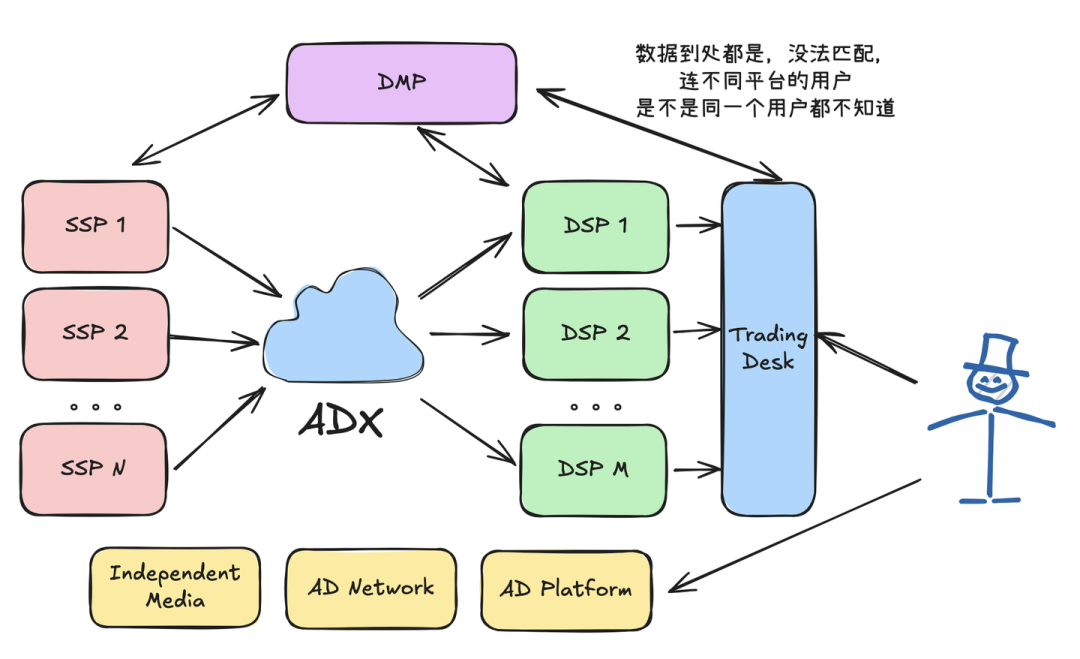 DMP
数据到处都是，没法匹配，
连不同平台的用户
是不是同一个用户都不知道
SSP 1
DSP 1
SSP 2
DSP 2
Trading
Desk
ADX
SSP N
DSP M
Independent
Media
AD Network
AD Platform